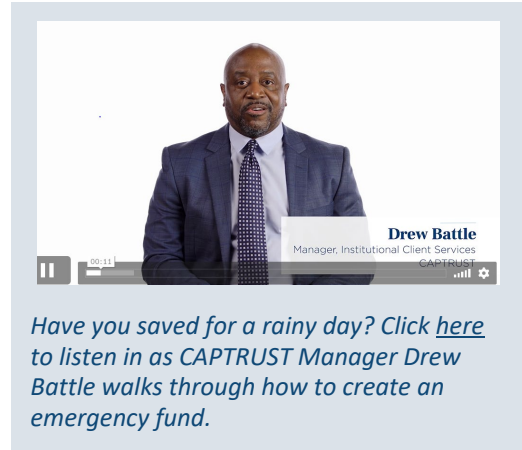 Drew Battle
Manager, Institutional Client Services
CAPTRUST
00:11
Have you saved for a rainy day? Click here
to listen in as CAPTRUST Manager Drew
Battle walks through how to create an
emergency fund.